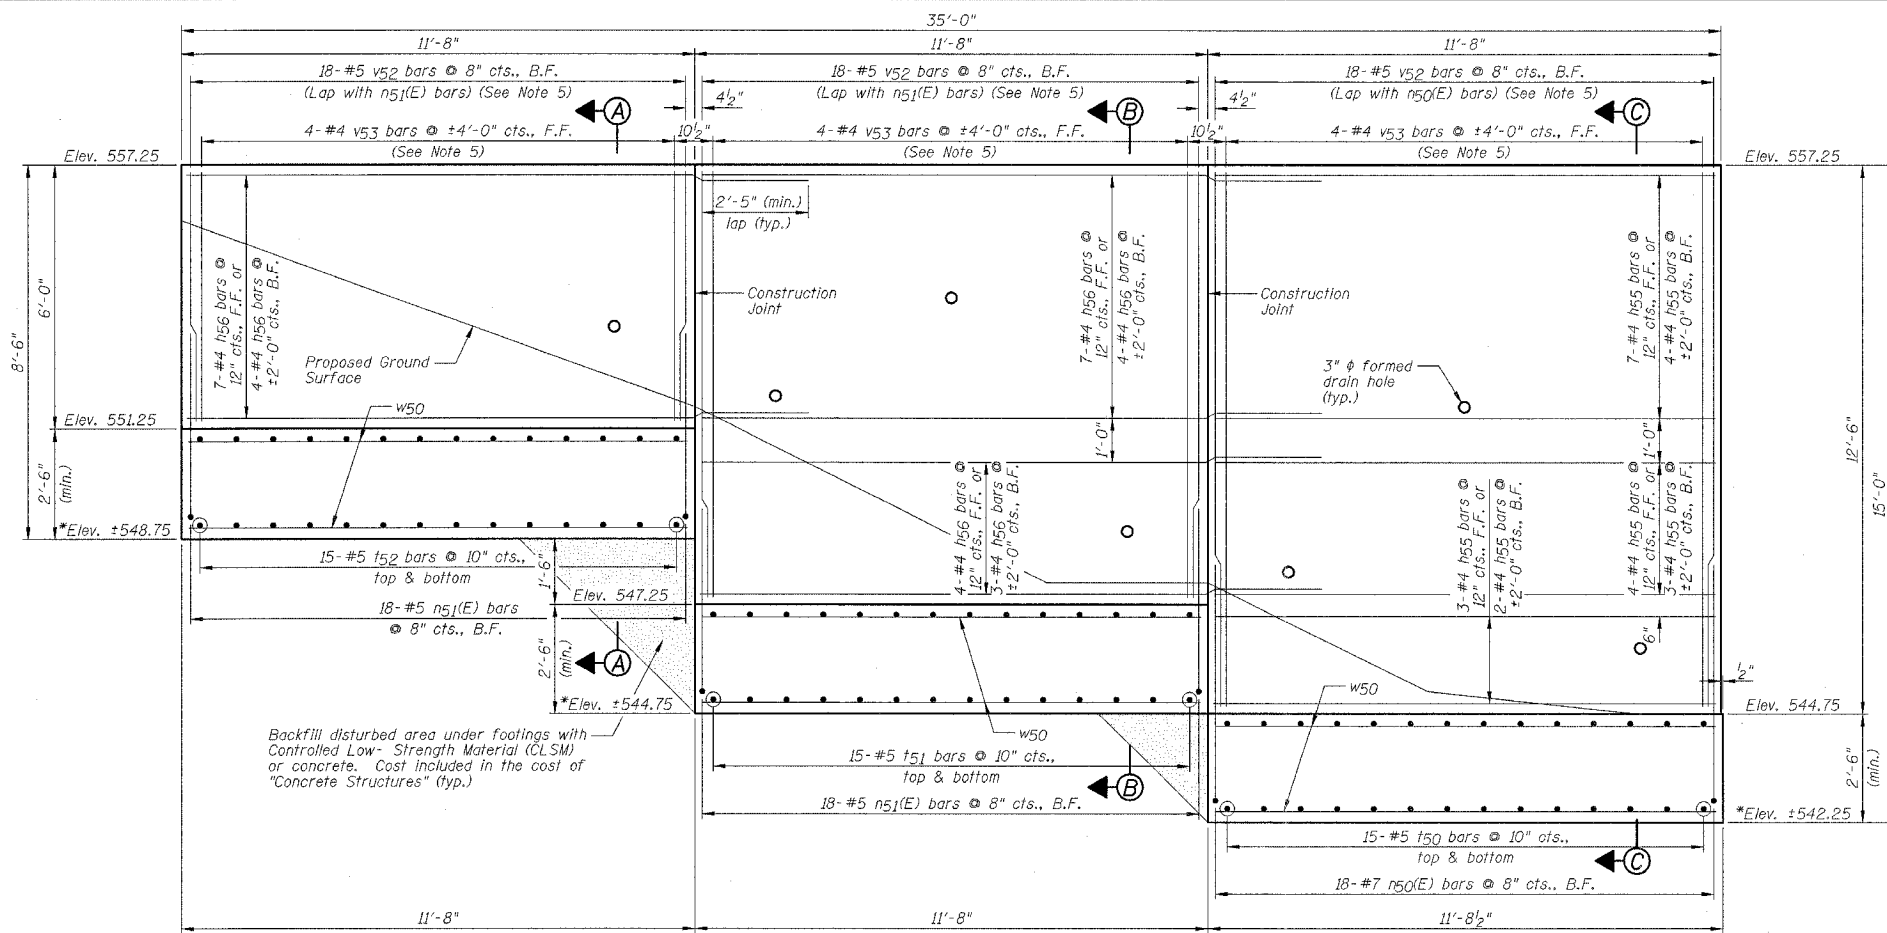 35'-0"
11'-8"
11'-8"
11'-8"
18-#5 v52 bars @ 8" cts., B.F.
(Lap with n51(E) bars) (See Note 5)
18-#5 v52 bars @ 8" cts., B.F.
(Lap with n51(E) bars) (See Note 5)
18-#5 v52 bars @ 8" cts., B.F.
(Lap with n50(E) bars) (See Note 5)
4½"
4½"
A
B
C
4-#4 v53 bars @ ±4'-0" cts., F.F.
(See Note 5)
10½"
4-#4 v53 bars @ ±4'-0" cts., F.F.
(See Note 5)
10½"
4-#4 v53 bars @ ±4'-0" cts., F.F.
(See Note 5)
Elev. 557.25
Elev. 557.25
2'-5" (min.)
lap (typ.)
8'-6"
6'-0"
7-#4 h56 bars @
12" cts., F.F. or
4-#4 h56 bars @
±2'-0" cts., B.F.
7-#4 h56 bars @
12" cts., F.F. or
4-#4 h56 bars @
±2'-0" cts., B.F.
7-#4 h55 bars @
12" cts., F.F. or
4-#4 h55 bars @
±2'-0" cts., B.F.
Construction
Joint
Construction
Joint
Proposed Ground
Surface
3" φ formed
drain hole
(typ.)
w50
Elev. 551.25
2'-6"
(min.)
1'-0"
1'-0"
12'-6"
15'-0"
4-#4 h56 bars @
12" cts., F.F. or
3-#4 h56 bars @
±2'-0" cts., B.F.
3-#4 h55 bars @
12" cts., F.F. or
2-#4 h55 bars @
±2'-0" cts., B.F.
4-#4 h55 bars @
12" cts., F.F. or
3-#4 h55 bars @
±2'-0" cts., B.F.
*Elev. ±548.75
15-#5 t52 bars @ 10" cts.,
top & bottom
1'-6"
Elev. 547.25
18-#5 n51(E) bars
@ 8" cts., B.F.
A
2'-6"
(min.)
6"
½"
*Elev. ±544.75
w50
Elev. 544.75
Backfill disturbed area under footings with
Controlled Low- Strength Material (CLSM)
or concrete. Cost included in the cost of
"Concrete Structures" (typ.)
w50
15-#5 t51 bars @ 10" cts.,
top & bottom
B
18-#5 n51(E) bars @ 8" cts., B.F.
2'-6"
(min.)
*Elev. ±542.25
15-#5 t50 bars @ 10" cts.,
top & bottom
C
18-#7 n50(E) bars @ 8" cts., B.F.
11'-8"
11'-8"
11'-8½"